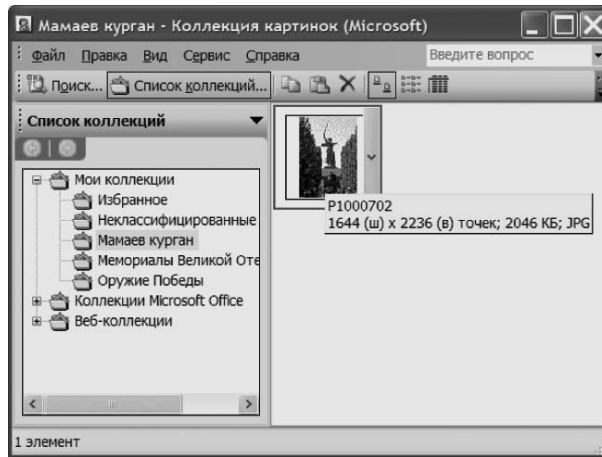 Мамаев курган - Коллекция картинок (Microsoft)
Файл Правка Вид Сервис Справка Введите вопрос
Поиск... Список коллекций...
Список коллекций
Мои коллекции
Избранное
Неклассифицированные
Мамаев курган
Мемориалы Великой Оте
Оружие Победы
Коллекции Microsoft Office
Веб-коллекции
P1000702
1644 (ш) x 2236 (в) точек; 2046 КБ; JPG
1 элемент